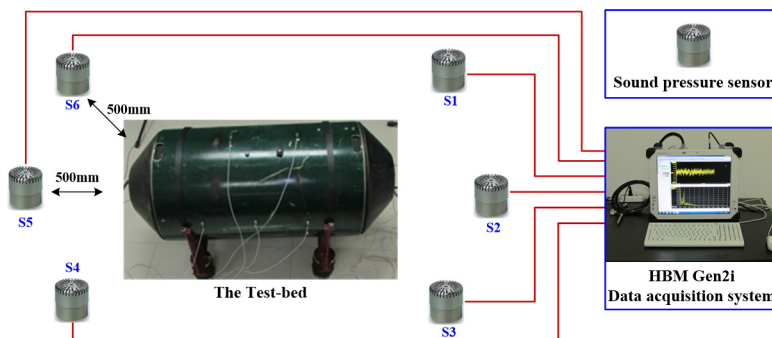 S6
500mm
S1
Sound pressure sensor
500mm
S5
S2
S4
The Test-bed
HBM Gen2i
Data acquisition system
S3